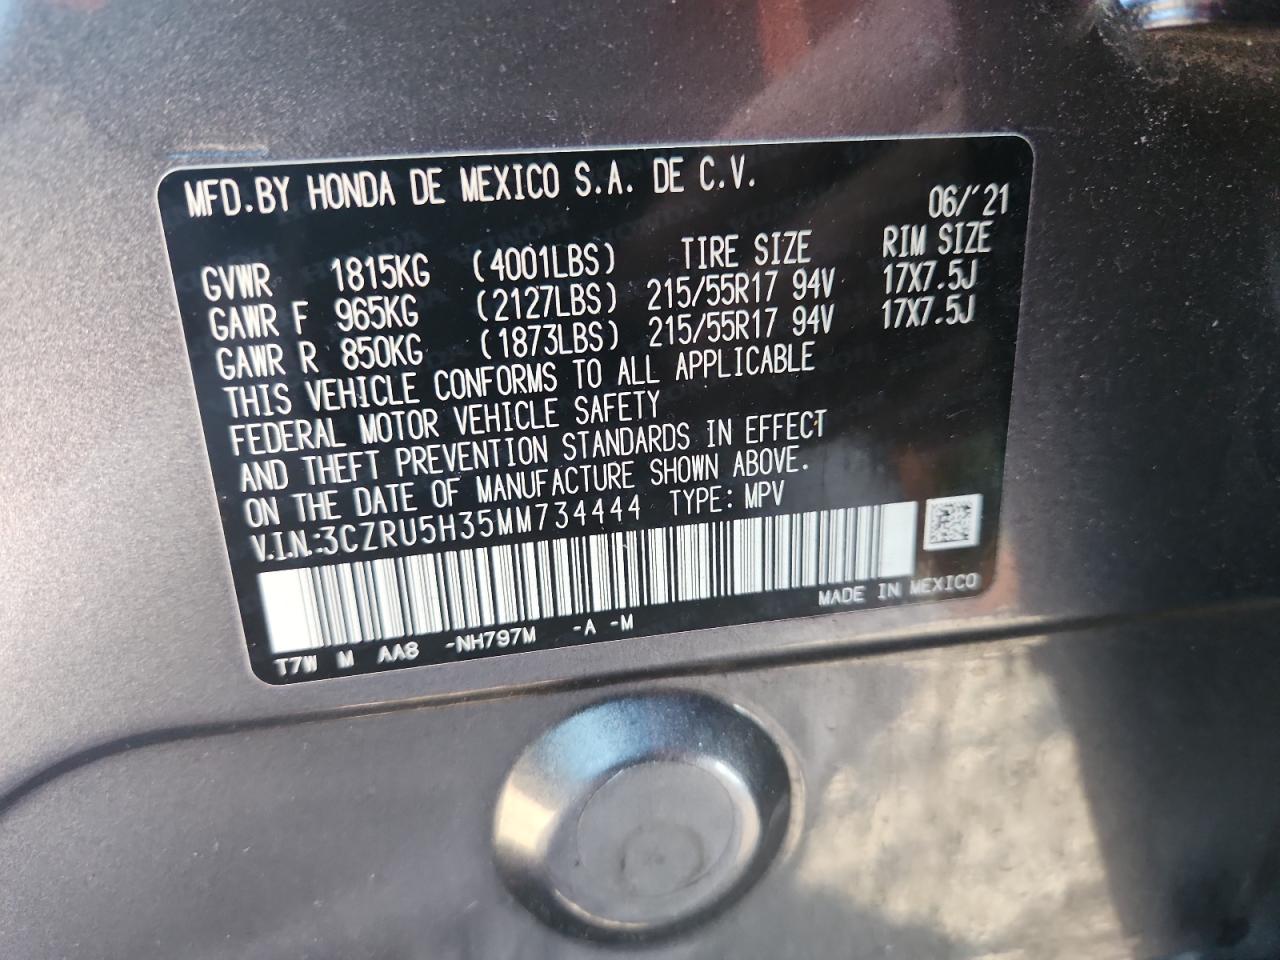 MFD.BY HONDA DE MEXICO S.A. DE C.V.
06/'21
GVWR 1815KG (4001LBS) TIRE SIZE RIM SIZE
GAWR F 965KG (2127LBS) 215/55R17 94V 17X7.5J
GAWR R 850KG (1873LBS) 215/55R17 94V 17X7.5J
THIS VEHICLE CONFORMS TO ALL APPLICABLE
FEDERAL MOTOR VEHICLE SAFETY
AND THEFT PREVENTION STANDARDS IN EFFECT
ON THE DATE OF MANUFACTURE SHOWN ABOVE.
V.I.N.:3CZRU5H35MM734444 TYPE: MPV
MADE IN MEXICO
T7W M AA8 -NH797M -A -M